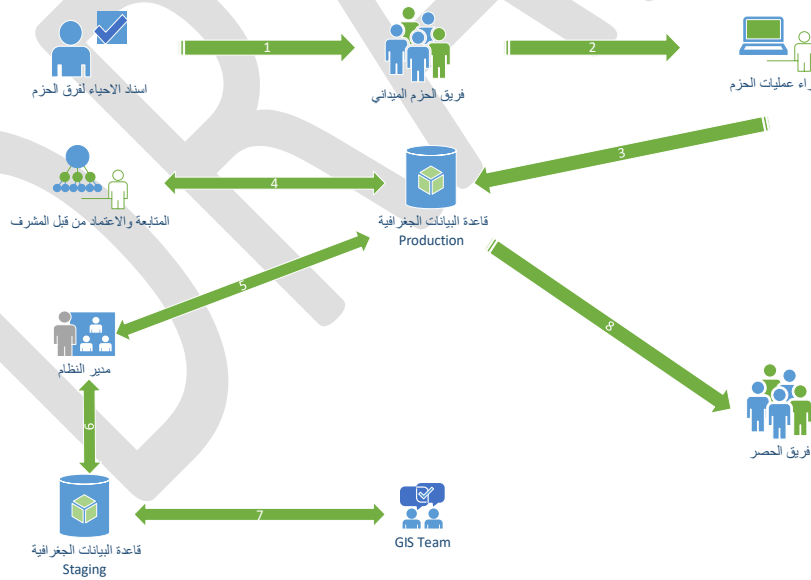 اسناد الاحياء لفرق الحزم
1
فريق الحزم الميداني
2
عمليات الحزم
3
المتابعة والاعتماد من قبل المشرف
4
قاعدة البيانات الجغرافية
Production
5
8
مدير النظام
6
فريق الحصر
قاعدة البيانات الجغرافية
Staging
7
GIS Team